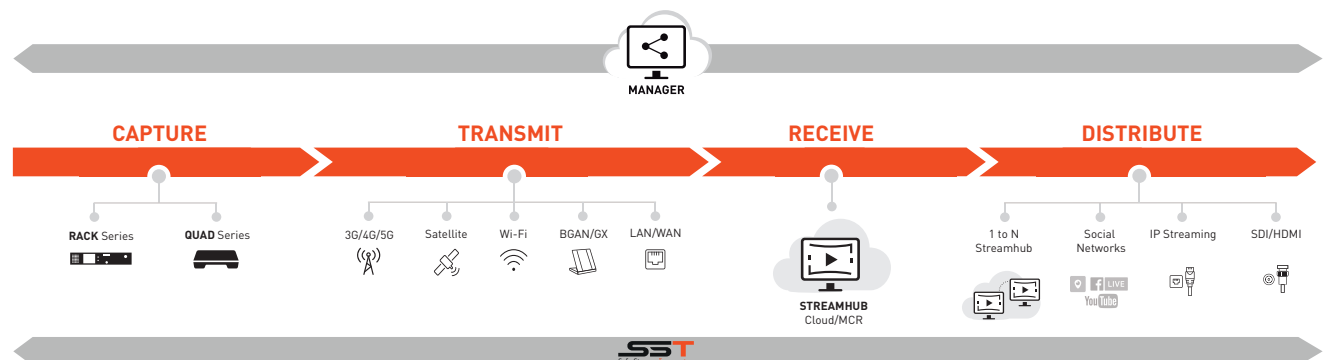 MANAGER
CAPTURE
TRANSMIT
RECEIVE
DISTRIBUTE
RACK Series
QUAD Series
3G/4G/5G
Satellite
Wi-Fi
BGAN/GX
LAN/WAN
STREAMHUB
Cloud/MCR
1 to N
Streamhub
Social
Networks
IP Streaming
SDI/HDMI
LIVE
YouTube
SST